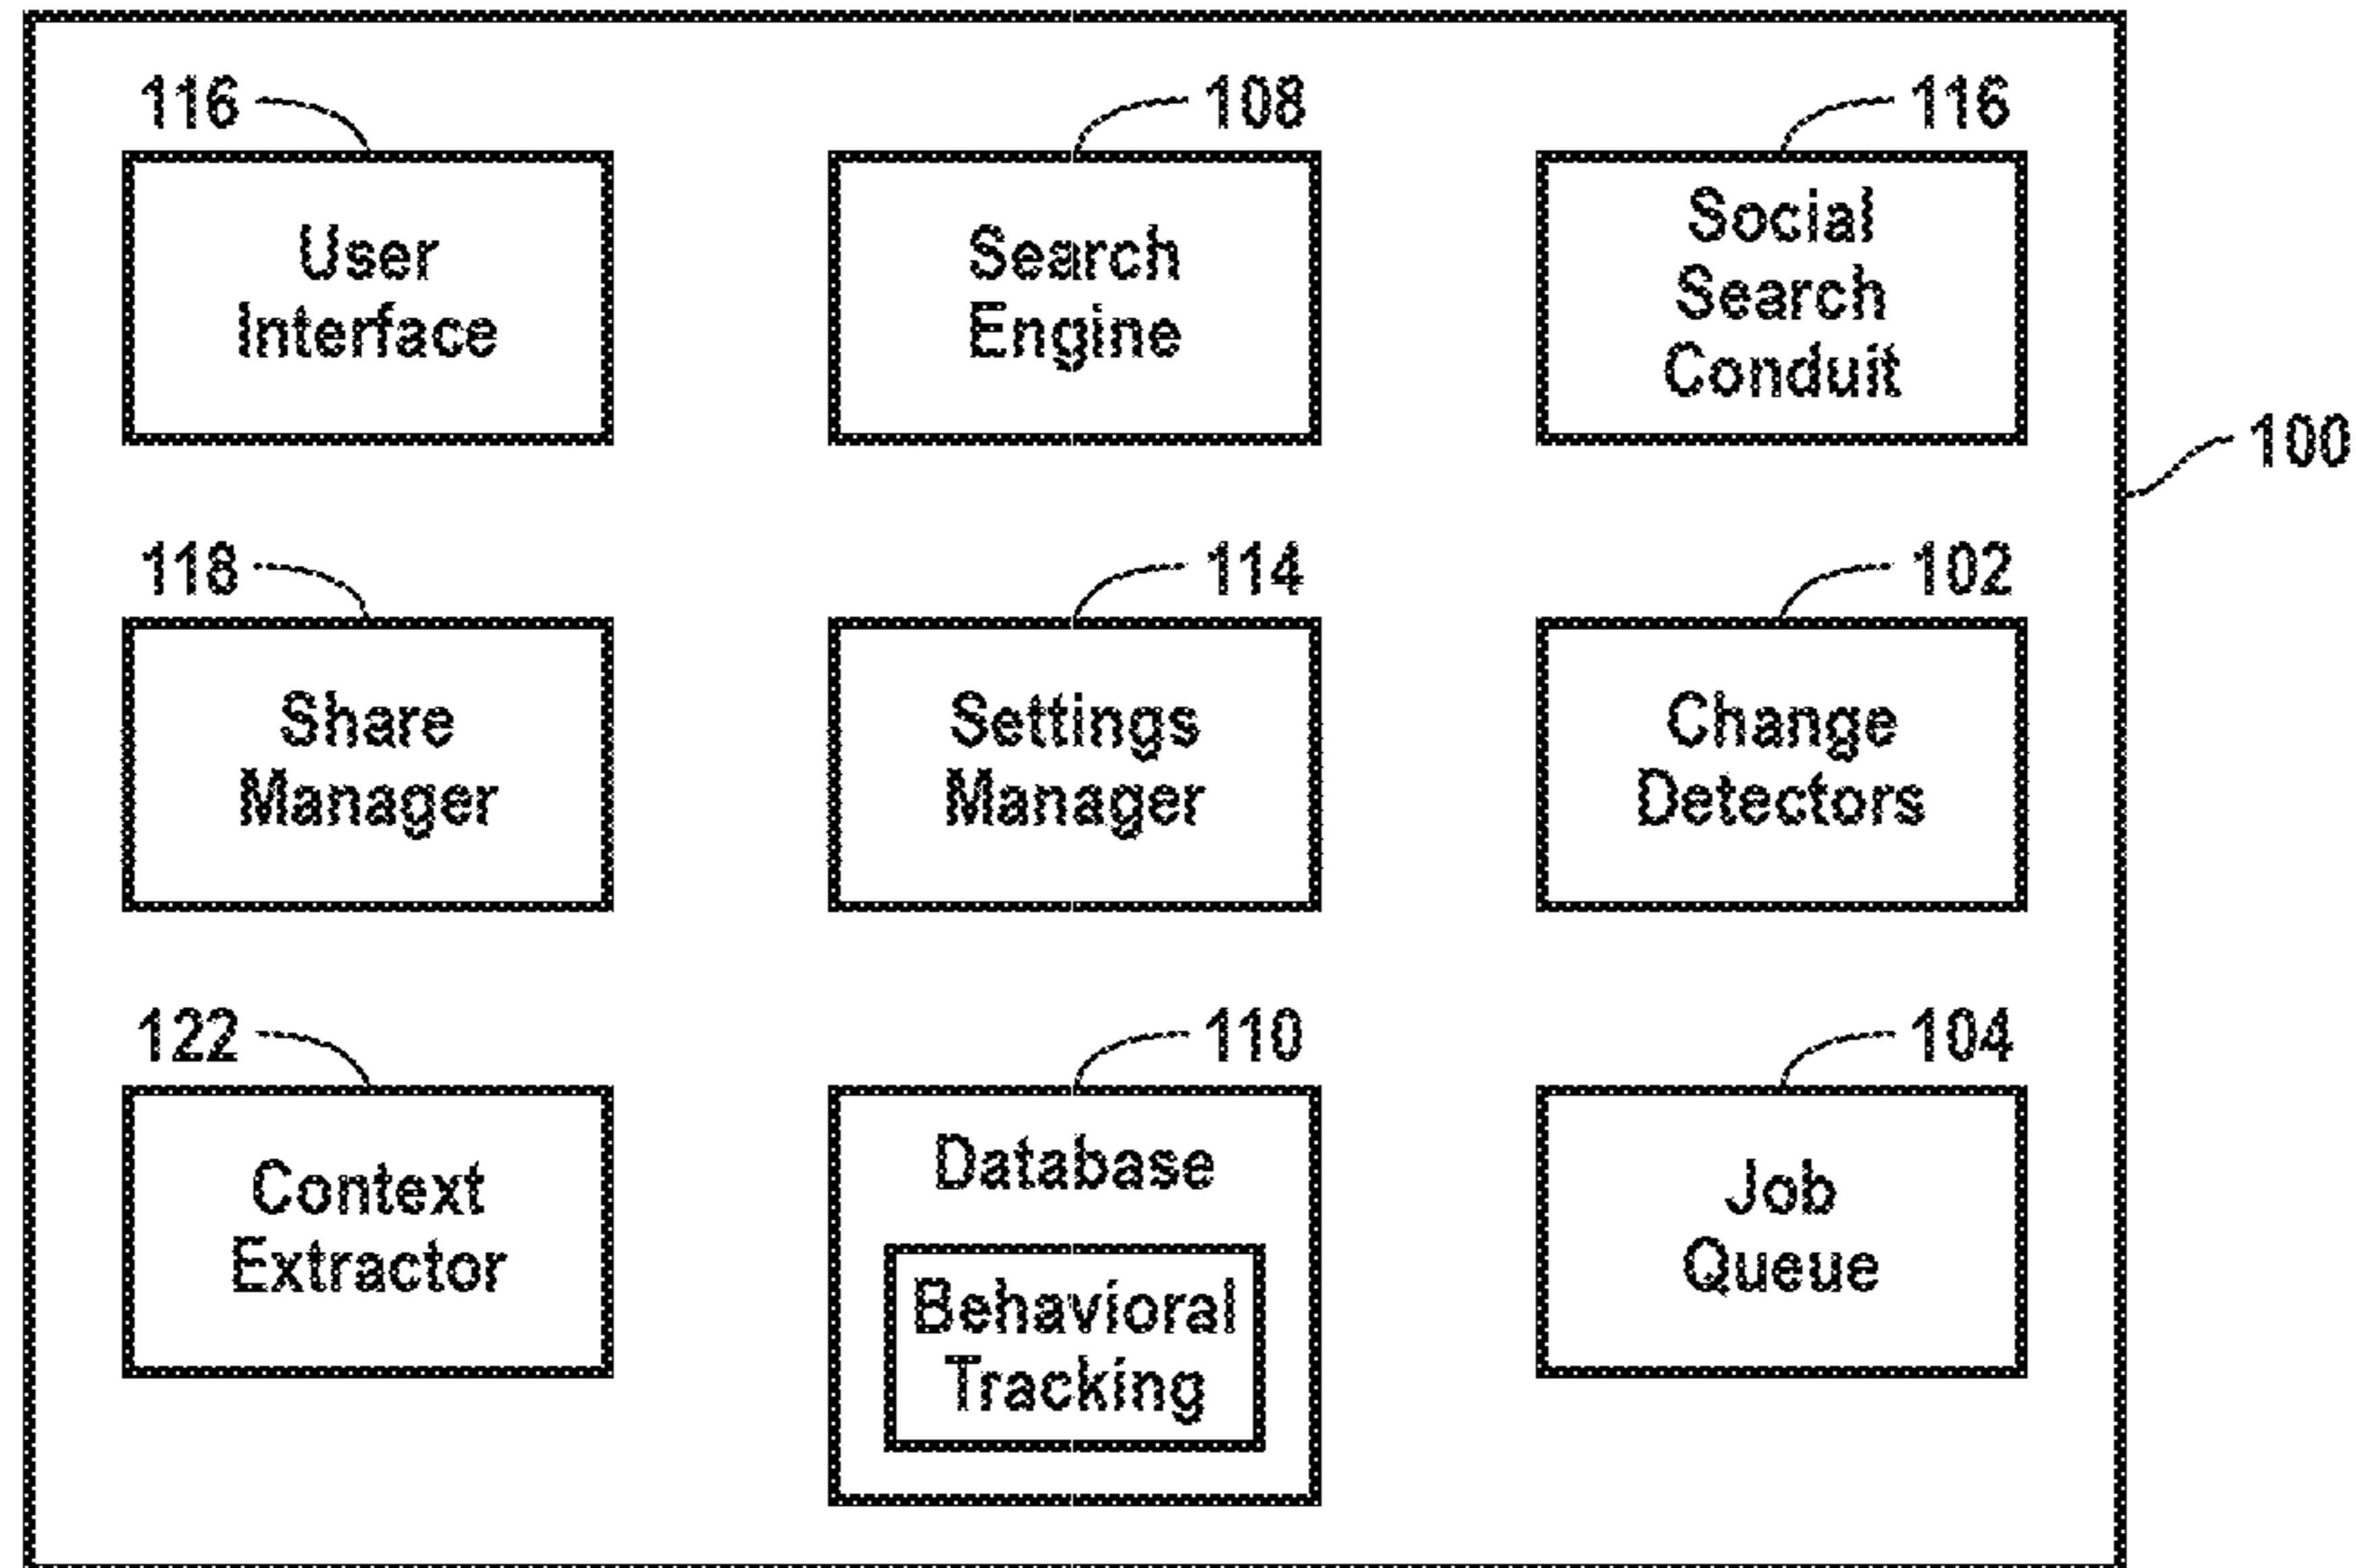 116
108
116
User
Interface
Search
Engine
Social
Search
Conduit
100
118
114
102
Share
Manager
Settings
Manager
Change
Detectors
122
110
104
Context
Extractor
Database
Behavioral
Tracking
Job
Queue